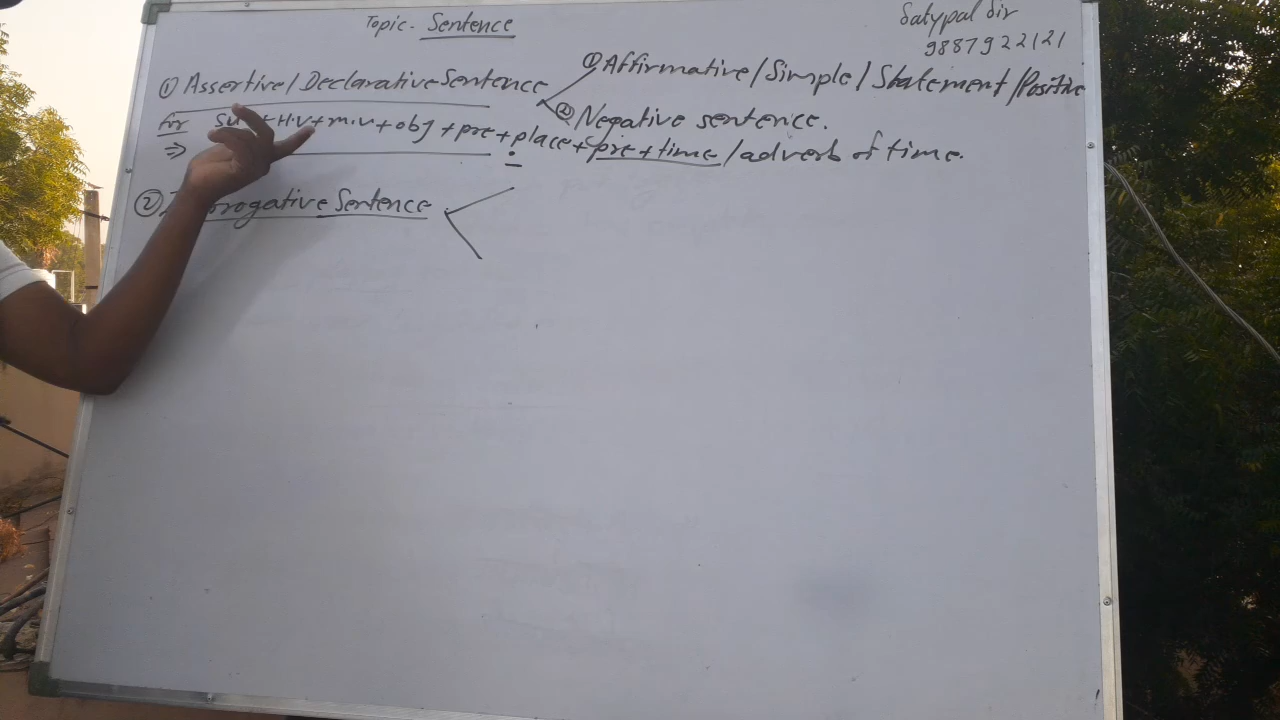 Topic - Sentence
Satypal Sir
9887922121
① Assertive/Declarative Sentence
① Affirmative/Simple/Statement/Positive
② Negative sentence.
+ H.V + m.v + obj + pre + place + pre + time / adverb of time.
⇒
② Sentence